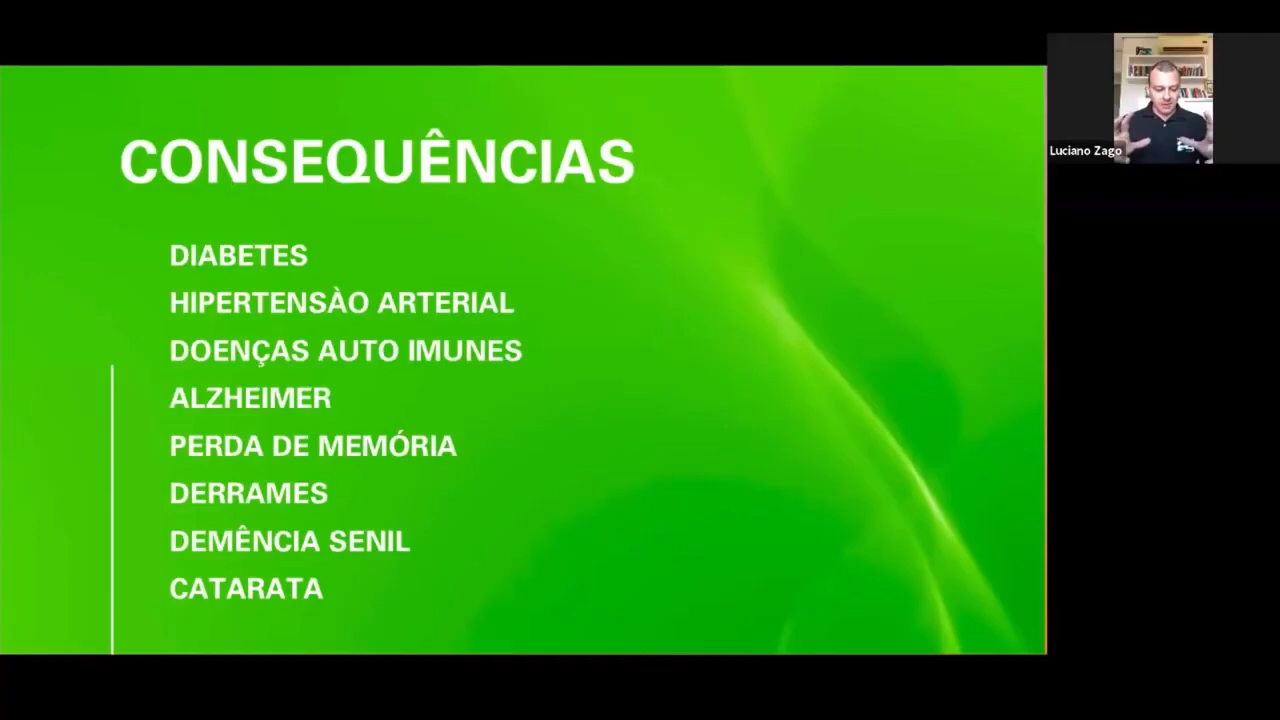 CONSEQUÊNCIAS
DIABETES
HIPERTENSÀO ARTERIAL
DOENÇAS AUTO IMUNES
ALZHEIMER
PERDA DE MEMÓRIA
DERRAMES
DEMÊNCIA SENIL
CATARATA
Luciano Zago